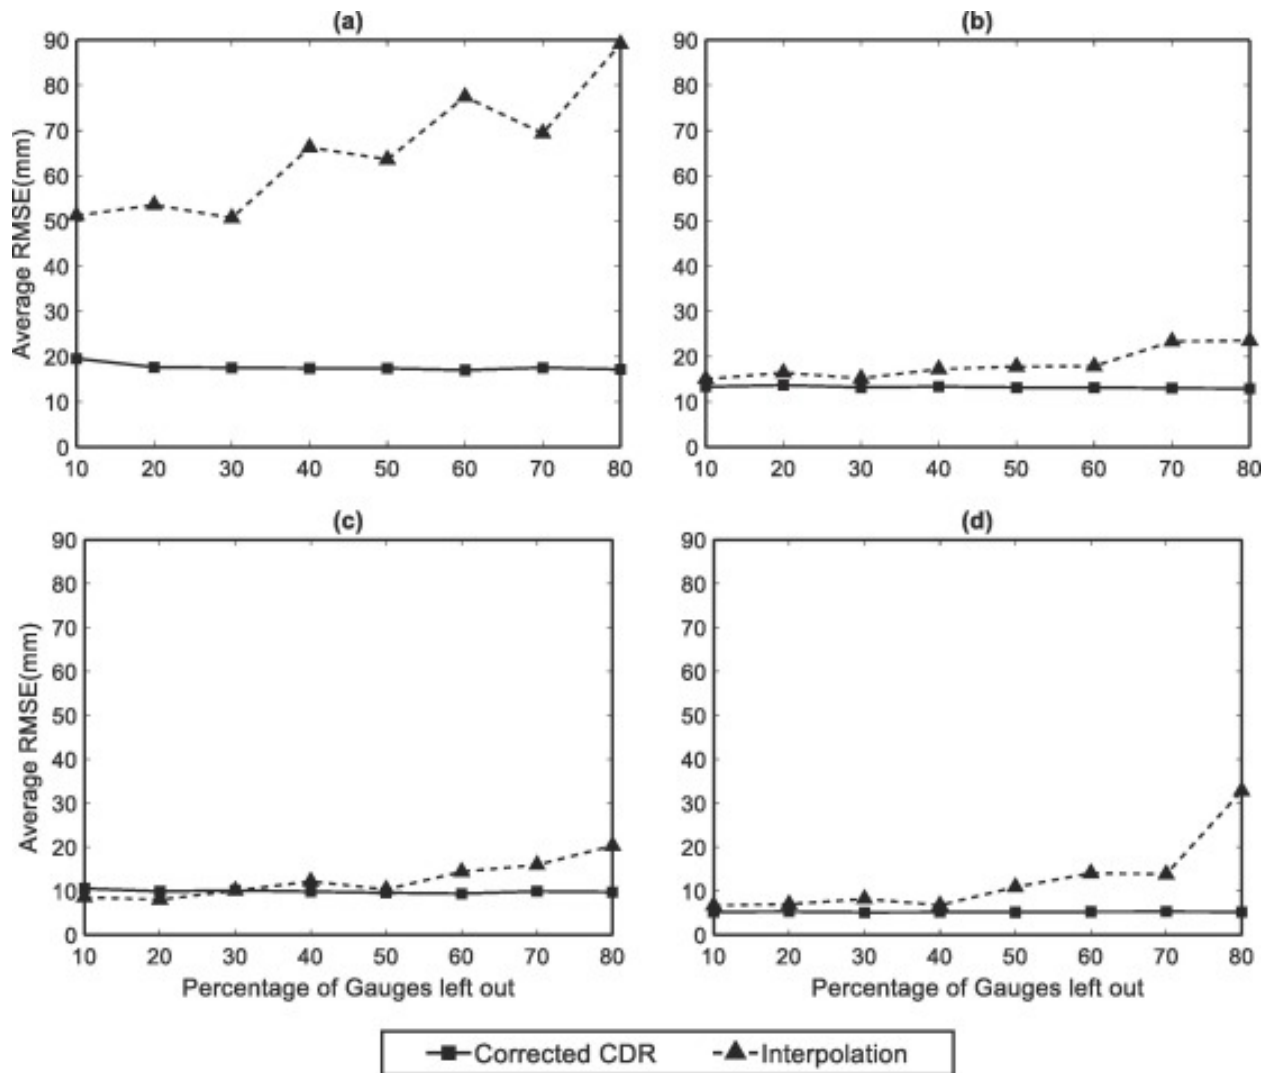 (a) (b)
90 90
80 80
70 70
60 60
50 50
40 40
30 30
20 20
10 10
0 0
Average RMSE(mm)
10 20 30 40 50 60 70 80 10 20 30 40 50 60 70 80
(c) (d)
90 90
80 80
70 70
60 60
50 50
40 40
30 30
20 20
10 10
0 0
Average RMSE(mm)
10 20 30 40 50 60 70 80 10 20 30 40 50 60 70 80
Percentage of Gauges left out Percentage of Gauges left out
Corrected CDR Interpolation